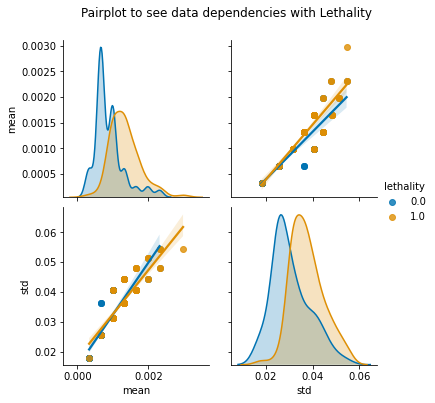 Pairplot to see data dependencies with Lethality
0.0030
0.0025
0.0020
0.0015
0.0010
0.0005
mean
lethality
0.0
1.0
0.06
0.05
0.04
0.03
0.02
std
0.000 0.002
mean
0.02 0.04 0.06
std